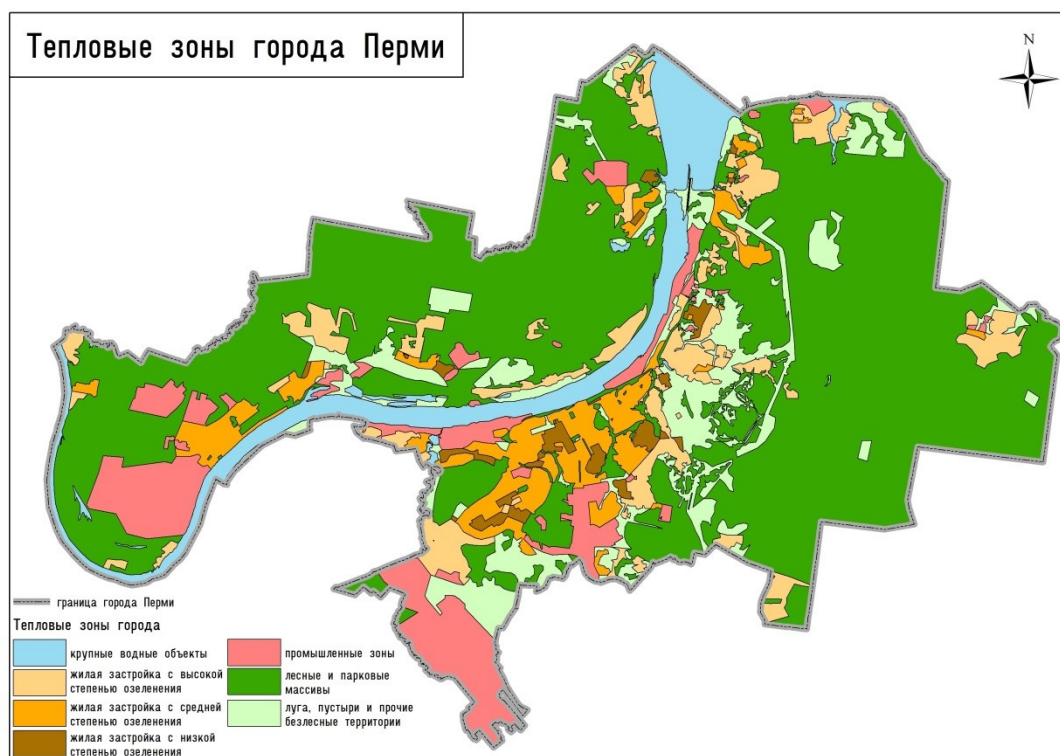 Тепловые зоны города Перми
N
граница города Перми
Тепловые зоны города
крупные водные объекты
жилая застройка с высокой
степенью озеленения
жилая застройка с средней
степенью озеленения
жилая застройка с низкой
степенью озеленения
промышленные зоны
лесные и парковые
массивы
луга, пустыри и прочие
безлесные территории